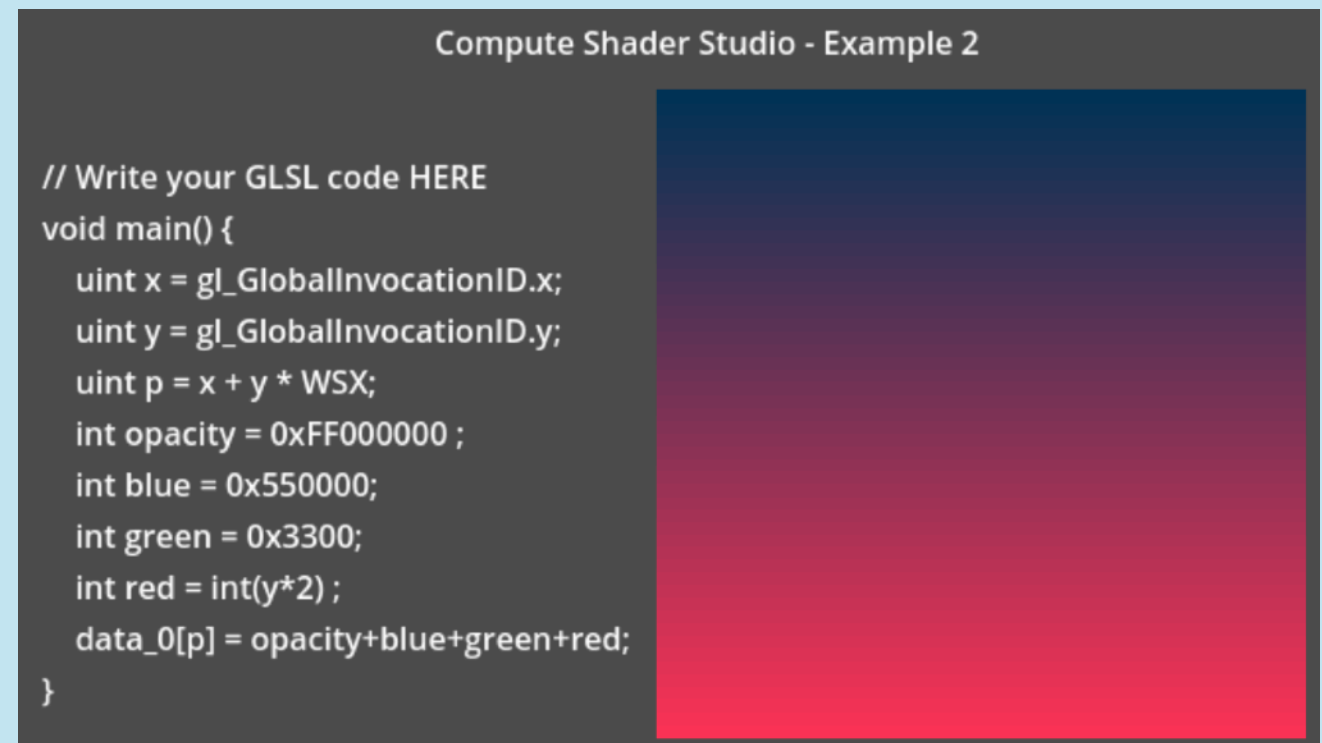 Compute Shader Studio - Example 2
// Write your GLSL code HERE
void main() {
uint x = gl_GlobalInvocationID.x;
uint y = gl_GlobalInvocationID.y;
uint p = x + y * WSX;
int opacity = 0xFF000000 ;
int blue = 0x550000;
int green = 0x3300;
int red = int(y*2) ;
data_0[p] = opacity+blue+green+red;
}